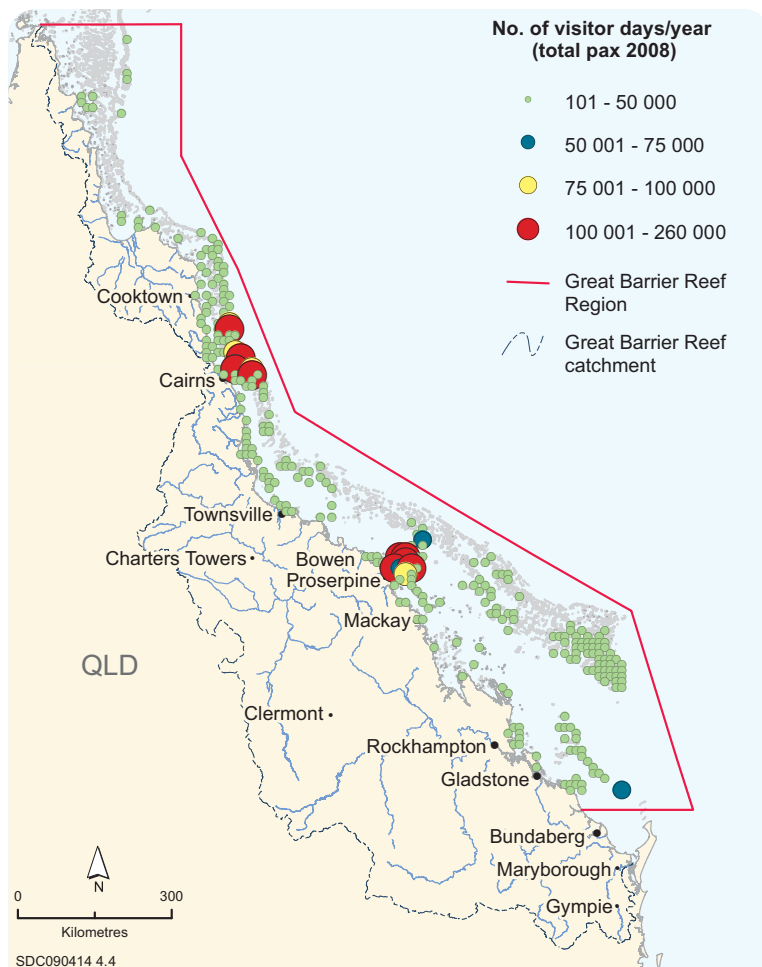 No. of visitor days/year
(total pax 2008)
101 - 50 000
50 001 - 75 000
75 001 - 100 000
100 001 - 260 000
Great Barrier Reef
Region
Great Barrier Reef
catchment
Cooktown
Cairns
Townsville
Charters Towers
Bowen
Proserpine
Mackay
QLD
Clermont
Rockhampton
Gladstone
Bundaberg
Maryborough
Gympie
N
0 300
Kilometres
SDC090414 4.4